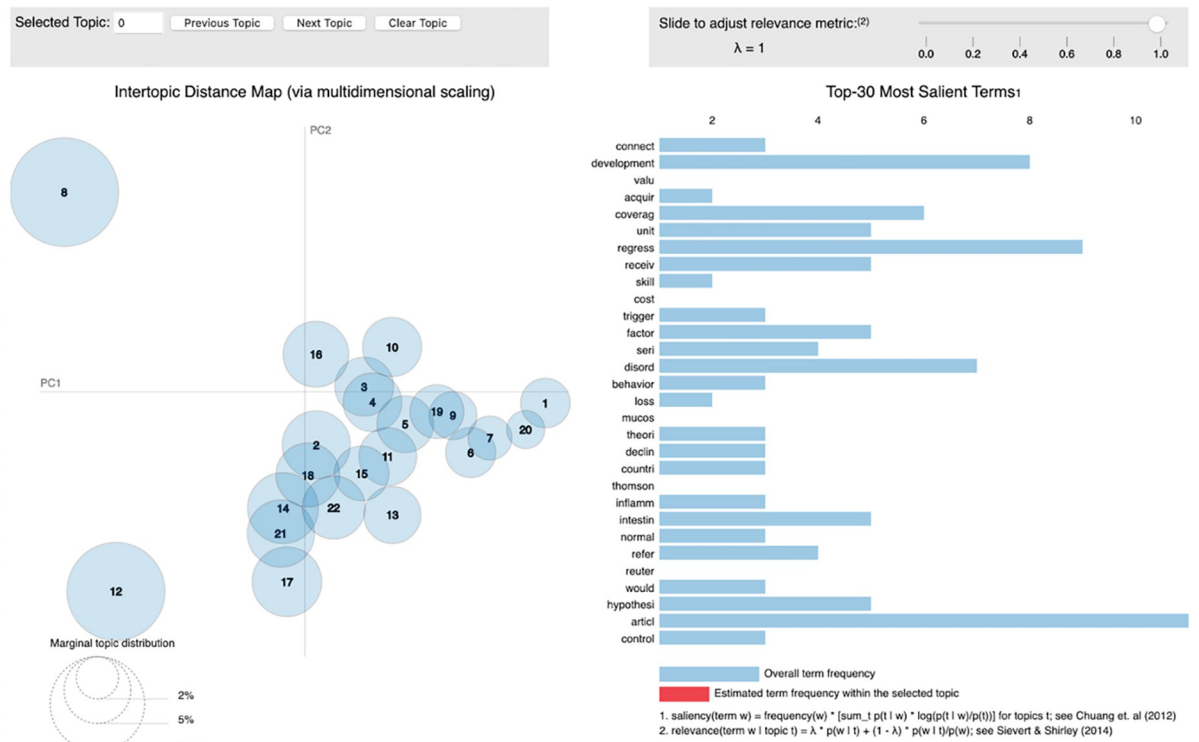 Selected Topic: 0 Previous Topic Next Topic Clear Topic
Slide to adjust relevance metric:(2)
λ = 1
0.0 0.2 0.4 0.6 0.8 1.0
Intertopic Distance Map (via multidimensional scaling)
PC2
PC1
8
16
10
3
4
1
19
9
5
20
7
2
6
11
15
18
14
22
13
21
17
12
Marginal topic distribution
2%
5%
Top-30 Most Salient Terms1
2 4 6 8 10
connect
development
valu
acquir
coverag
unit
regress
receiv
skill
cost
trigger
factor
seri
disord
behavior
loss
mucos
theori
declin
countri
thomson
inflamm
intestin
normal
refer
reuter
would
hypothesi
articl
control
Overall term frequency
Estimated term frequency within the selected topic
1. saliency(term w) = frequency(w) * [sum_t p(t | w) * log(p(t | w)/p(t))] for topics t; see Chuang et. al (2012)
2. relevance(term w | topic t) = λ * p(w | t) + (1 - λ) * p(w | t)/p(w); see Sievert & Shirley (2014)